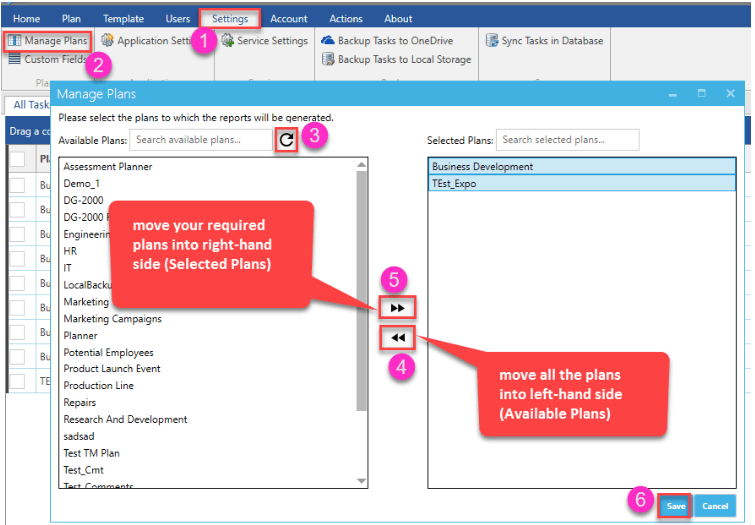 Home Plan Template Users Settings Account Actions About
Manage Plans Application Setti Service Settings Backup Tasks to OneDrive Sync Tasks in Database
1
Custom Fields Backup Tasks to Local Storage
2
All Task
Manage Plans
Please select the plans to which the reports will be generated.
Drag a co
Available Plans: Search available plans... 3 Selected Plans: Search selected plans...
Assessment Planner
Demo_1
DG-2000
DG-2000
Engineerin
HR
IT
LocalBacku
Marketing
Marketing Campaigns
Planner
Potential Employees
Product Launch Event
Production Line
Repairs
Research And Development
sadsad
Test TM Plan
Test_Cmt
Test_Comments
Business Development
TEst_Expo
move your required
plans into right-hand
side (Selected Plans)
5
4
move all the plans
into left-hand side
(Available Plans)
6
Save Cancel
Pl
Bu
Bu
Bu
Bu
Bu
Bu
Bu
Bu
TE